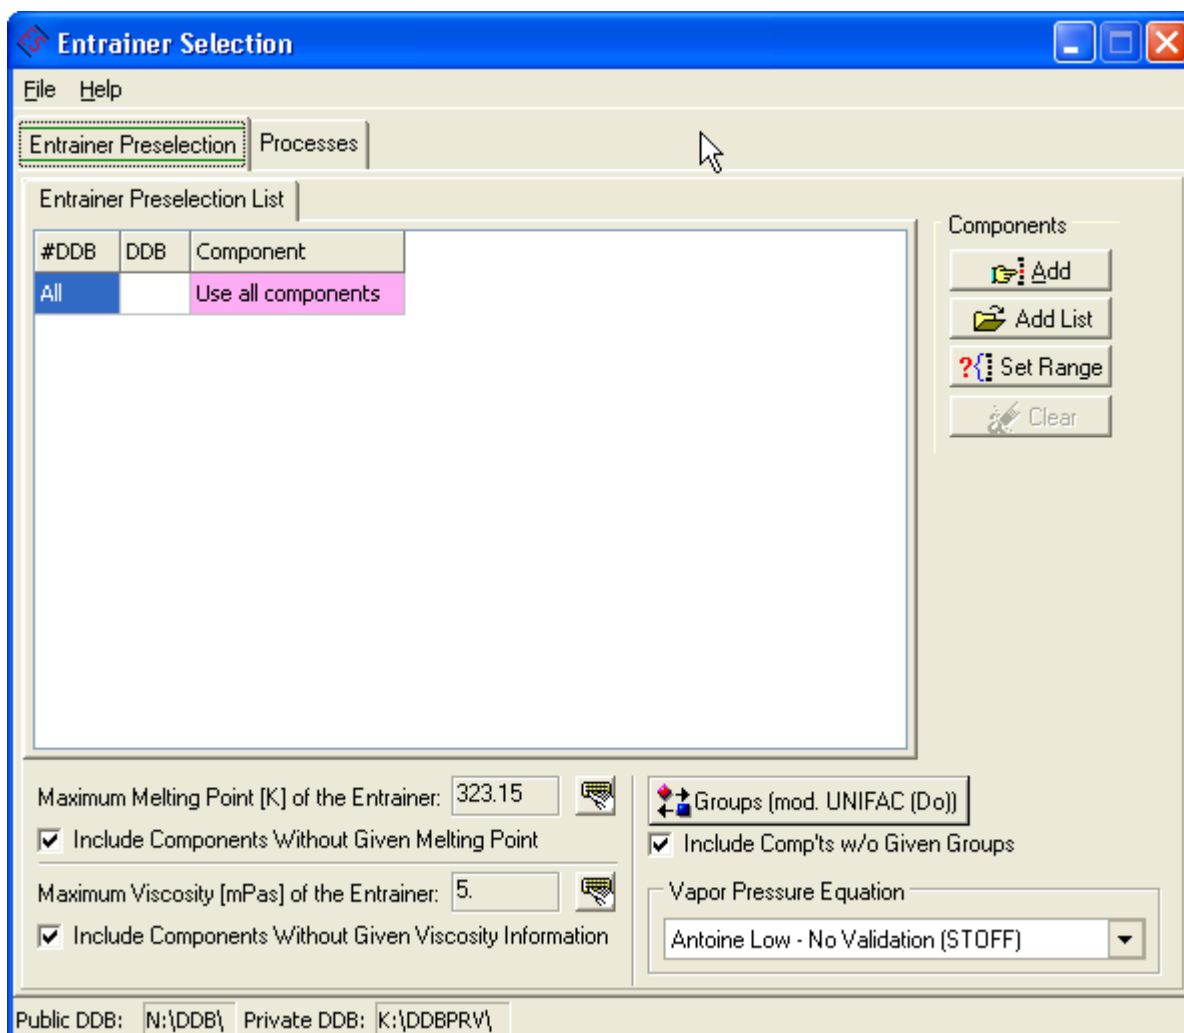 Entrainer Selection
File Help
Entrainer Preselection Processes
Entrainer Preselection List
#DDB DDB Component
All Use all components
Components
Add
Add List
Set Range
Clear
Maximum Melting Point [K] of the Entrainer: 323.15
Include Components Without Given Melting Point
Maximum Viscosity [mPas] of the Entrainer: 5.
Include Components Without Given Viscosity Information
Groups (mod. UNIFAC (Do))
Include Comp'ts w/o Given Groups
Vapor Pressure Equation
Antoine Low - No Validation (STOFF)
Public DDB: N:\DDB\ Private DDB: K:\DDBPRV\